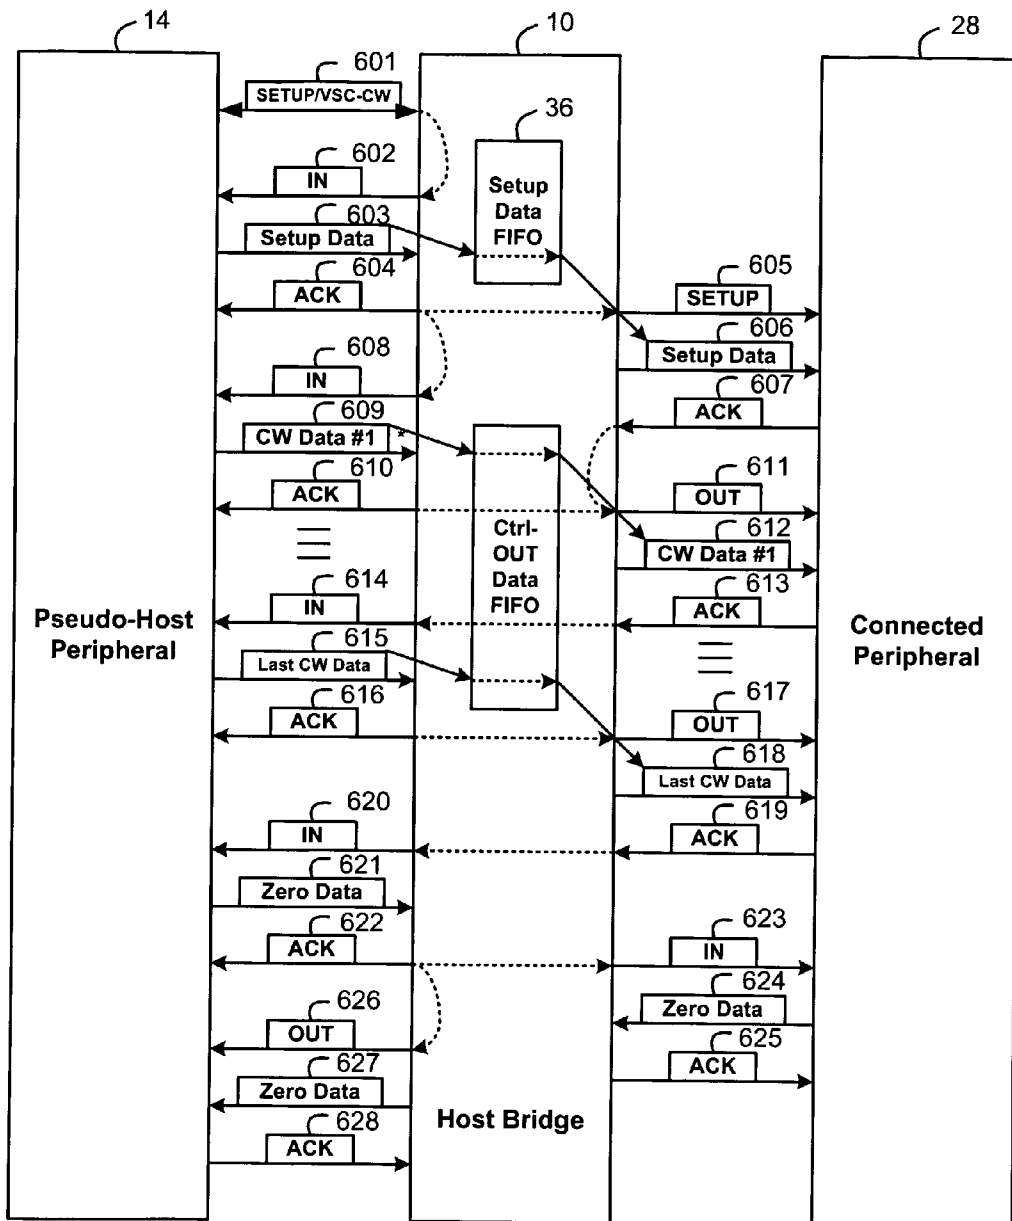 14
10
28
601
SETUP/VSC-CW
36
602
IN
Setup
Data
FIFO
603
Setup Data
604
ACK
605
SETUP
606
Setup Data
608
IN
607
ACK
609
CW Data #1
*
610
ACK
611
OUT
Ctrl-
OUT
Data
FIFO
612
CW Data #1
614
IN
613
ACK
Pseudo-Host
Peripheral
Connected
Peripheral
615
Last CW Data
616
ACK
617
OUT
618
Last CW Data
620
IN
619
ACK
621
Zero Data
622
ACK
623
IN
624
Zero Data
626
OUT
625
ACK
627
Zero Data
Host Bridge
628
ACK